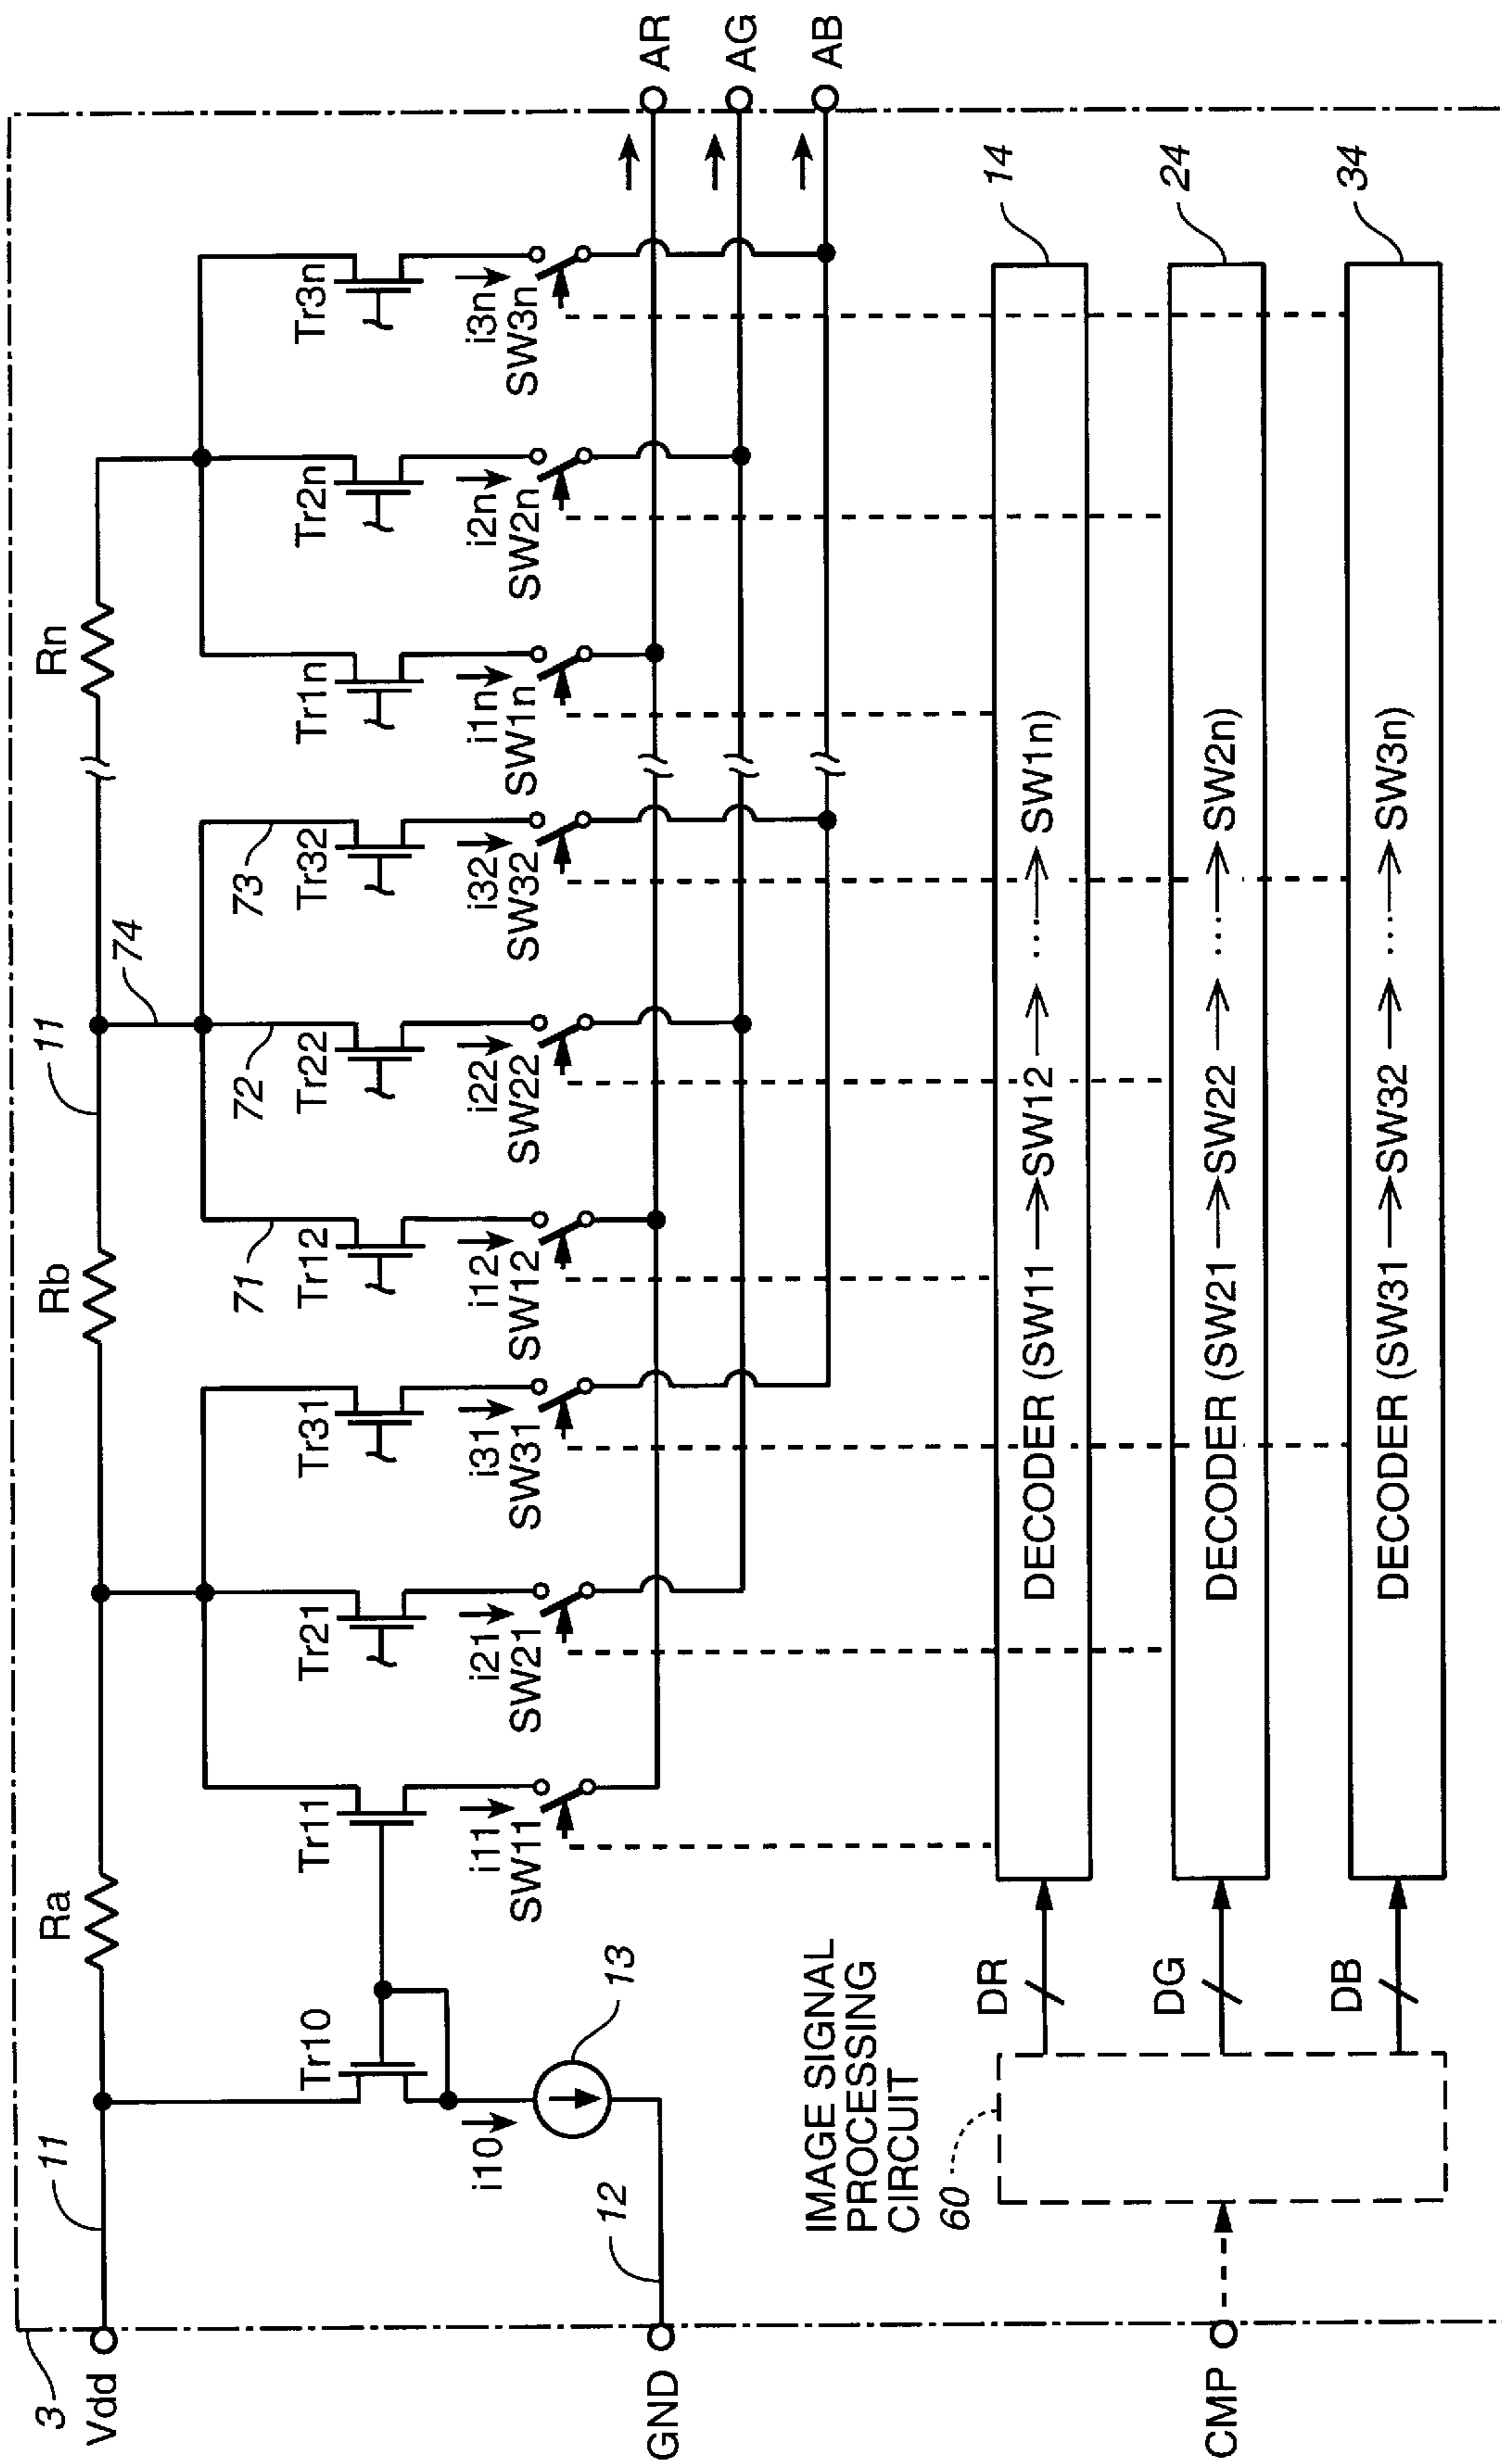 3
Vdd
11
Ra
Rb
11
74
Rn
Tr10
Tr11
Tr21
Tr31
71
Tr12
72
Tr22
73
Tr32
Tr1n
Tr2n
Tr3n
i10
13
i11
SW11
i21
SW21
i31
SW31
i12
SW12
i22
SW22
i32
SW32
i1n
SW1n
i2n
SW2n
i3n
SW3n
GND
12
AR
AG
AB
IMAGE SIGNAL
PROCESSING
CIRCUIT
60
CMP
DR
DECODER (SW11 → SW12 → ····→ SW1n)
14
DG
DECODER (SW21 → SW22 → ····→ SW2n)
24
DB
DECODER (SW31 → SW32 → ····→ SW3n)
34